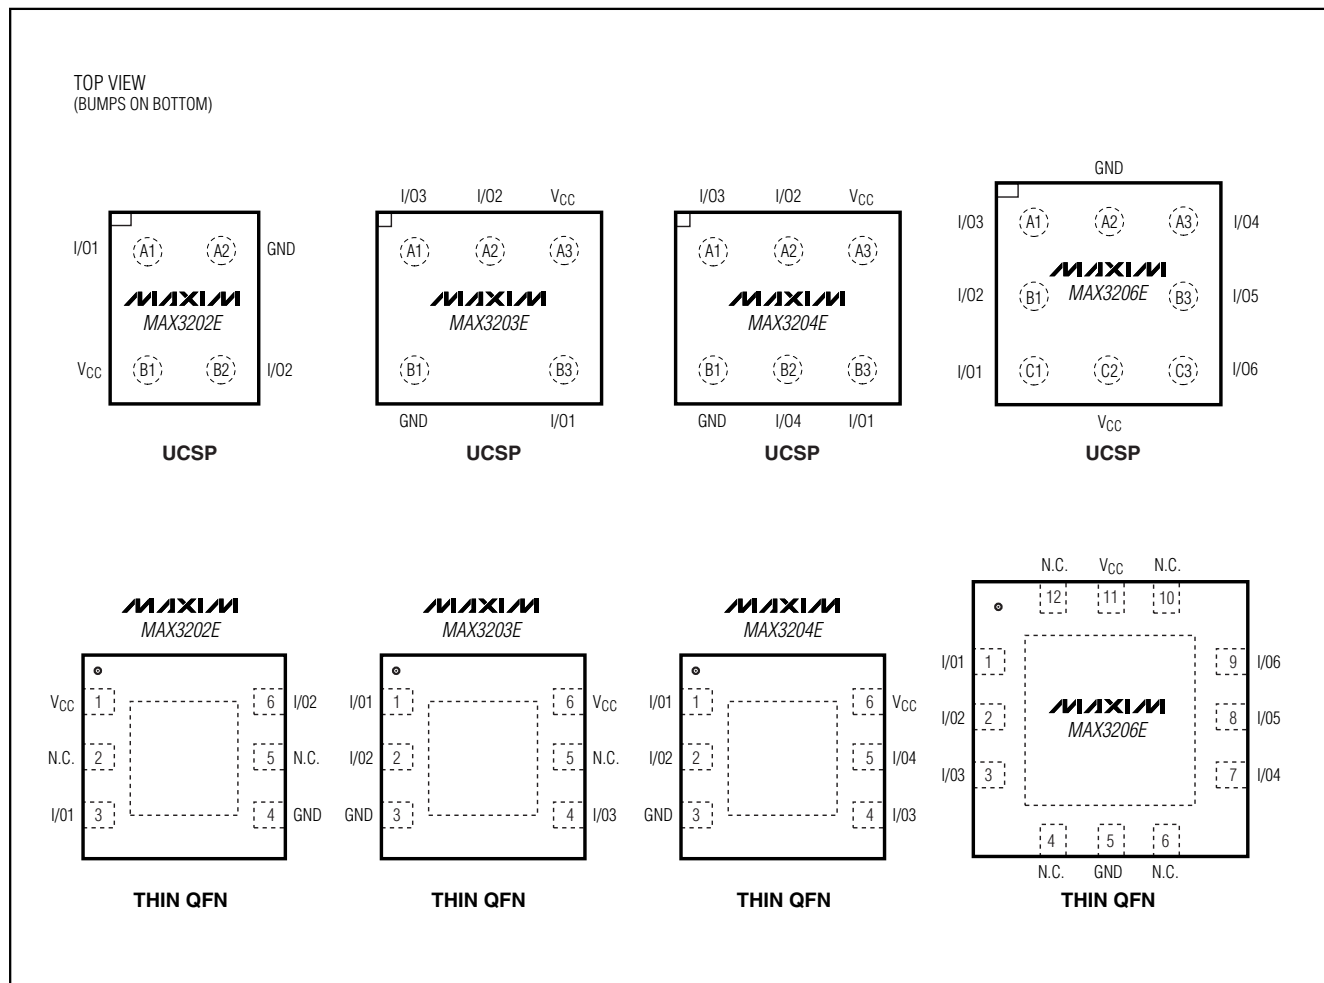 TOP VIEW
(BUMPS ON BOTTOM)
I/O1 A1 A2 GND
MAXIM
MAX3202E
VCC B1 B2 I/O2
UCSP
I/O3 I/O2 VCC
A1 A2 A3
MAXIM
MAX3203E
B1 B3
GND I/O1
UCSP
I/O3 I/O2 VCC
A1 A2 A3
MAXIM
MAX3204E
B1 B2 B3
GND I/O4 I/O1
UCSP
GND
I/O3 A1 A2 A3 I/O4
MAXIM
MAX3206E
I/O2 B1 B3 I/O5
I/O1 C1 C2 C3 I/O6
VCC
UCSP
MAXIM
MAX3202E
VCC 1 6 I/O2
N.C. 2 5 N.C.
I/O1 3 4 GND
THIN QFN
MAXIM
MAX3203E
I/O1 1 6 VCC
I/O2 2 5 N.C.
GND 3 4 I/O3
THIN QFN
MAXIM
MAX3204E
I/O1 1 6 VCC
I/O2 2 5 I/O4
GND 3 4 I/O3
THIN QFN
N.C. VCC N.C.
12 11 10
I/O1 1 9 I/O6
MAXIM
I/O2 2 8 I/O5
MAX3206E
I/O3 3 7 I/O4
4 5 6
N.C. GND N.C.
THIN QFN